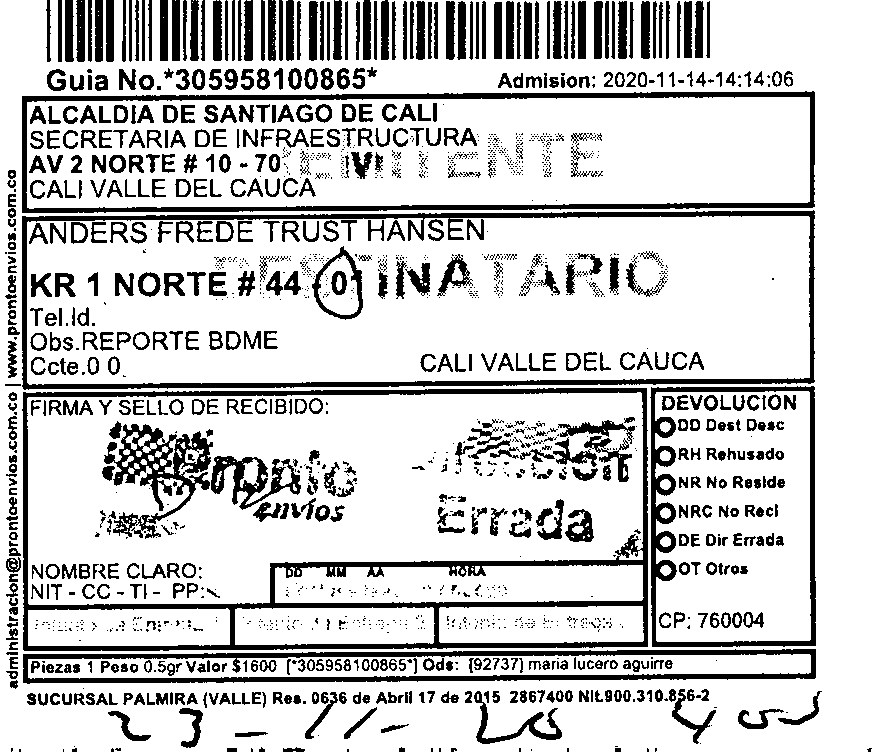 Guia No.*305958100865*
Admision: 2020-11-14-14:14:06
ALCALDIA DE SANTIAGO DE CALI
SECRETARIA DE INFRAESTRUCTURA
AV 2 NORTE # 10 - 70
REMITENTE
CALI VALLE DEL CAUCA
ANDERS FREDE TRUST HANSEN
DESTINATARIO
KR 1 NORTE # 44 - 01
Tel.Id.
Obs.REPORTE BDME
Ccte.0 0
CALI VALLE DEL CAUCA
administracion@prontoenvios.com.co | www.prontoenvios.com.co
FIRMA Y SELLO DE RECIBIDO:
Pronto
envíos
Errada
NOMBRE CLARO:
NIT - CC - TI - PP:
DD MM AA HORA
DEVOLUCION
DD Dest Desc
RH Rehusado
NR No Reside
NRC No Reci
DE Dir Errada
OT Otros
CP: 760004
Piezas 1 Peso 0.5gr Valor $1600 [*305958100865*] Ods: [92737] maria lucero aguirre
SUCURSAL PALMIRA (VALLE) Res. 0636 de Abril 17 de 2015 2867400 Nit.900.310.856-2
23-11-20